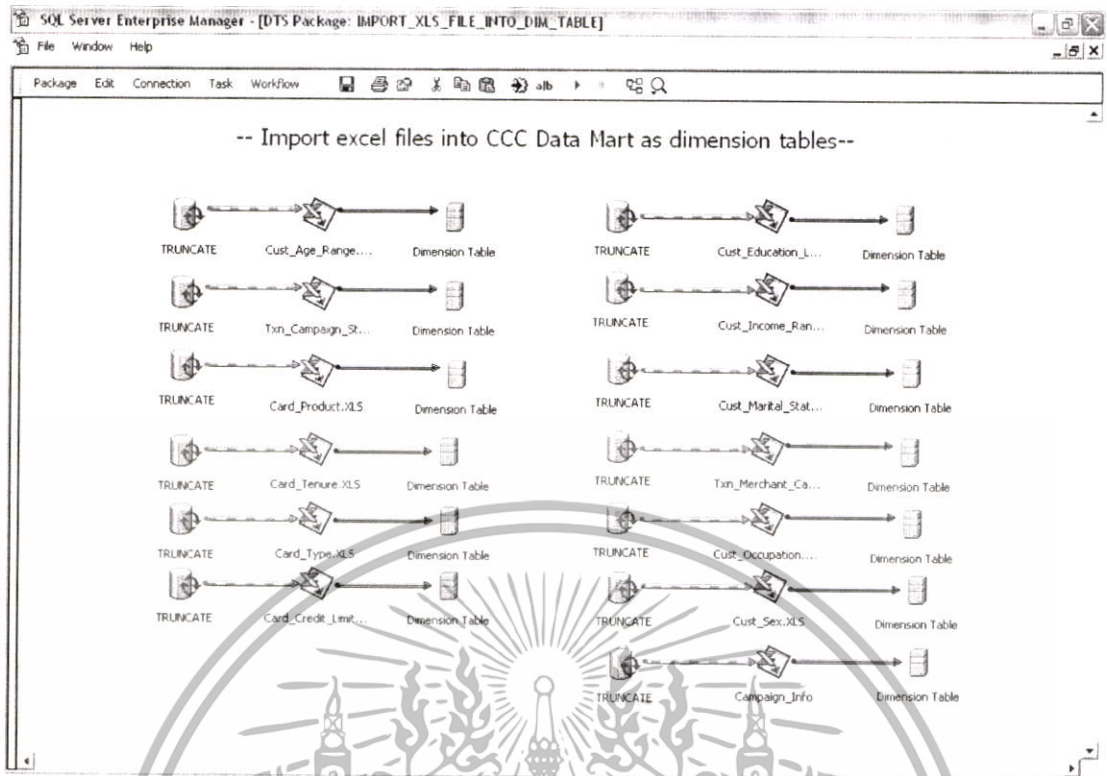 SQL Server Enterprise Manager - [DTS Package: IMPORT_XLS_FILE_INTO_DIM_TABLE]
File Window Help
Package Edit Connection Task Workflow alb
-- Import excel files into CCC Data Mart as dimension tables--
TRUNCATE Cust_Age_Range.... Dimension Table TRUNCATE Cust_Education_L... Dimension Table
TRUNCATE Txn_Campaign_St... Dimension Table TRUNCATE Cust_Income_Ran... Dimension Table
TRUNCATE Card_Product.XLS Dimension Table TRUNCATE Cust_Marital_Stat... Dimension Table
TRUNCATE Card_Tenure.XLS Dimension Table TRUNCATE Txn_Merchant_Ca... Dimension Table
TRUNCATE Card_Type.XLS Dimension Table TRUNCATE Cust_Occupation.... Dimension Table
TRUNCATE Card_Credit_Limit... Dimension Table TRUNCATE Cust_Sex.XLS Dimension Table
TRUNCATE Campaign_Info Dimension Table